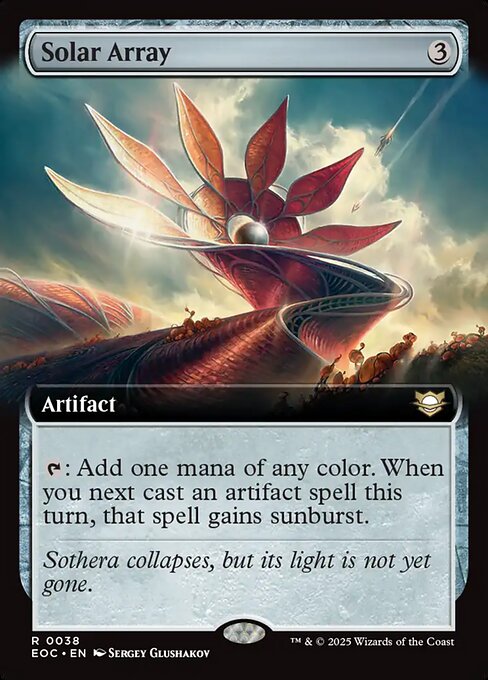 Solar Array 3
Artifact
: Add one mana of any color. When
you next cast an artifact spell this
turn, that spell gains sunburst.
Sothera collapses, but its light is not yet
gone.
R 0038
EOC • EN Sergey Glushakov
™ & © 2025 Wizards of the Coast